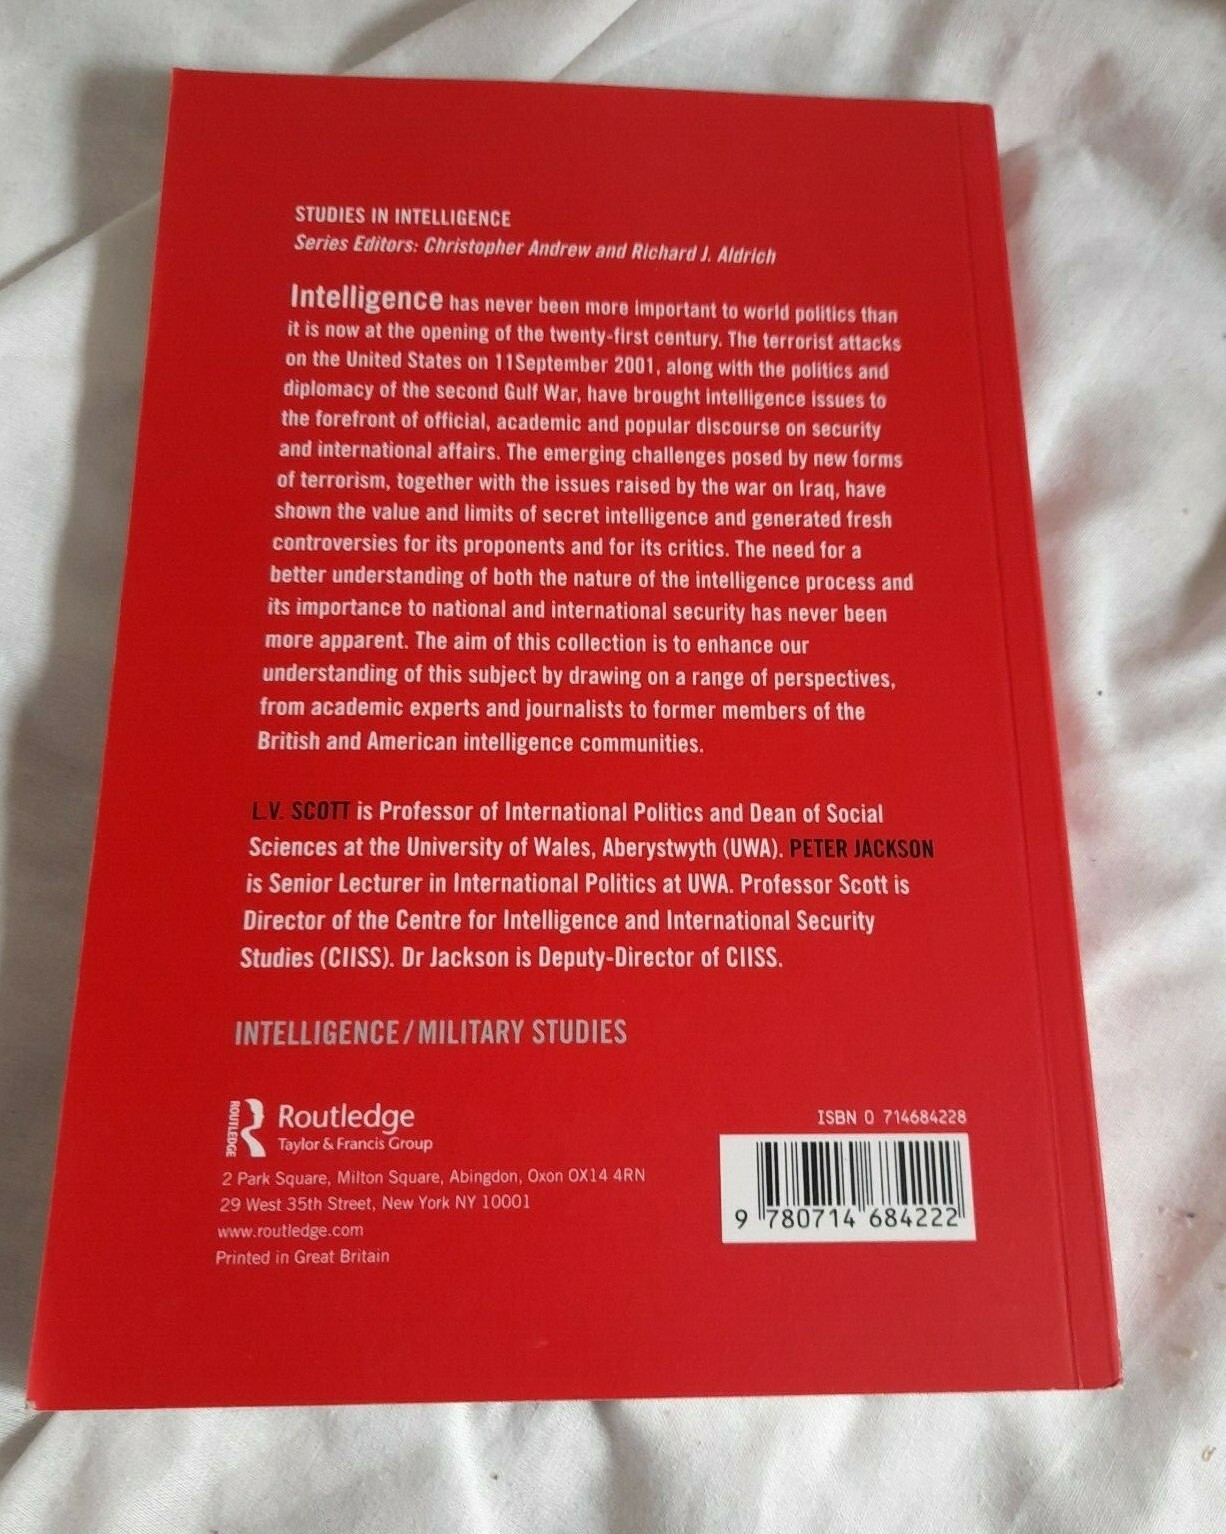 STUDIES IN INTELLIGENCE
Series Editors: Christopher Andrew and Richard J. Aldrich
Intelligence has never been more important to world politics than
it is now at the opening of the twenty-first century. The terrorist attacks
on the United States on 11September 2001, along with the politics and
diplomacy of the second Gulf War, have brought intelligence issues to
the forefront of official, academic and popular discourse on security
and international affairs. The emerging challenges posed by new forms
of terrorism, together with the issues raised by the war on Iraq, have
shown the value and limits of secret intelligence and generated fresh
controversies for its proponents and for its critics. The need for a
better understanding of both the nature of the intelligence process and
its importance to national and international security has never been
more apparent. The aim of this collection is to enhance our
understanding of this subject by drawing on a range of perspectives,
from academic experts and journalists to former members of the
British and American intelligence communities.
L.V. SCOTT is Professor of International Politics and Dean of Social
Sciences at the University of Wales, Aberystwyth (UWA). PETER JACKSON
is Senior Lecturer in International Politics at UWA. Professor Scott is
Director of the Centre for Intelligence and International Security
Studies (CIISS). Dr Jackson is Deputy-Director of CIISS.
INTELLIGENCE/MILITARY STUDIES
ROUTLEDGE
Routledge
Taylor & Francis Group
2 Park Square, Milton Square, Abingdon, Oxon OX14 4RN
29 West 35th Street, New York NY 10001
www.routledge.com
Printed in Great Britain
ISBN 0 714684228
9 780714 684222